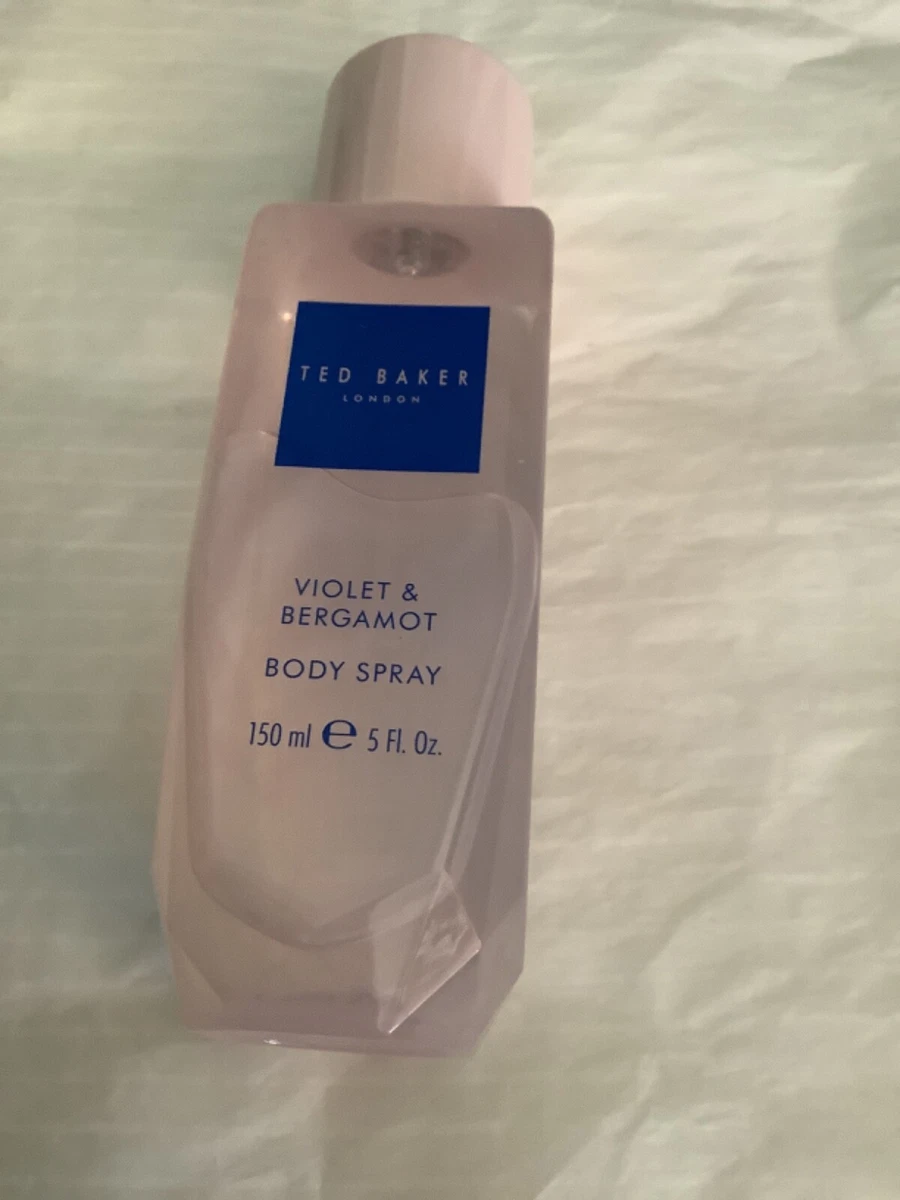 TED BAKER
LONDON
VIOLET &
BERGAMOT
BODY SPRAY
150 ml ℮ 5 Fl. Oz.